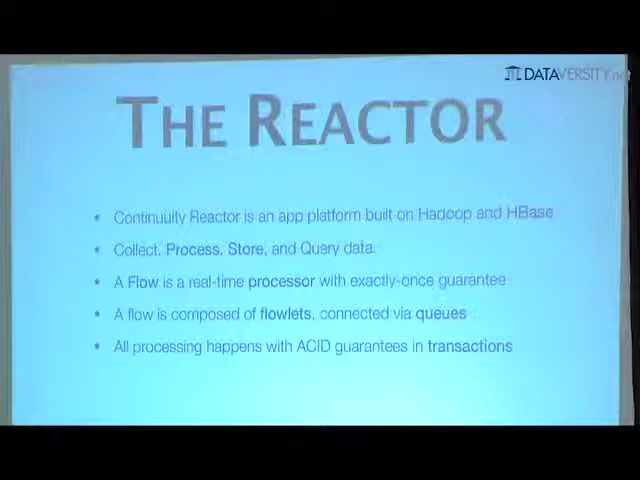 DATAVERSITY.net
THE REACTOR
• Continuuity Reactor is an app platform built on Hadoop and HBase
• Collect, Process, Store, and Query data.
• A Flow is a real-time processor with exactly-once guarantee
• A flow is composed of flowlets, connected via queues
• All processing happens with ACID guarantees in transactions